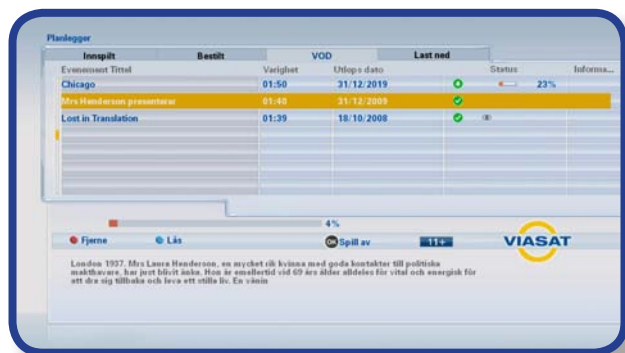 Planlegger
Innspilt Bestilt VOD Last ned
Evenement Tittel Varighet Utløps dato Status Informa...
Chicago 01:50 31/12/2019 23%
Mrs Henderson presenterar 01:40 31/12/2009
Lost in Translation 01:39 18/10/2008
4%
Fjerne Lås OK Spill av 11+ VIASAT
London 1937. Mrs Laura Henderson, en mycket rik kvinna med goda kontakter till politiska
makthavare, har just blivit änka. Hon är emellertid vid 69 års ålder alldeles för vital och energisk för
att dra sig tillbaka och leva ett stilla liv. En vänin